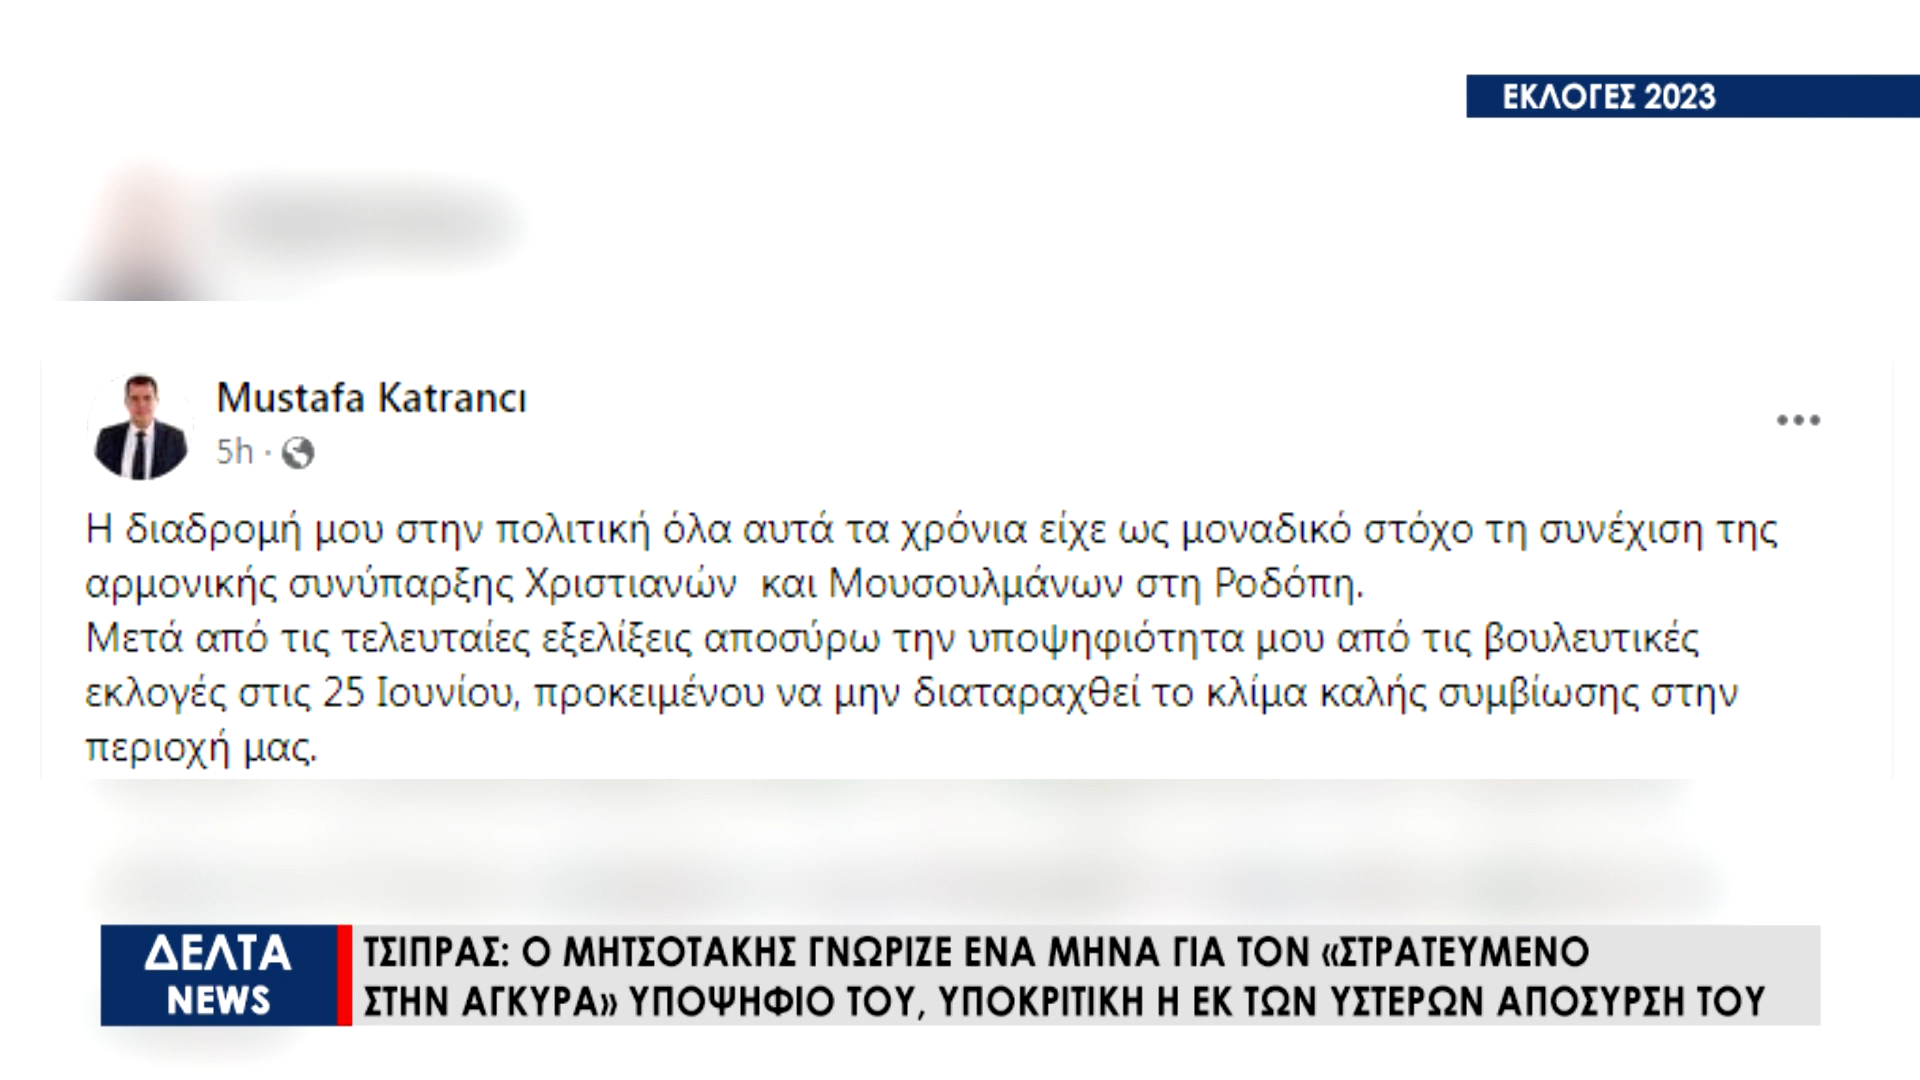 ΕΚΛΟΓΕΣ 2023
Mustafa Katrancı
5h ·
Η διαδρομή μου στην πολιτική όλα αυτά τα χρόνια είχε ως μοναδικό στόχο τη συνέχιση της
αρμονικής συνύπαρξης Χριστιανών και Μουσουλμάνων στη Ροδόπη.
Μετά από τις τελευταίες εξελίξεις αποσύρω την υποψηφιότητα μου από τις βουλευτικές
εκλογές στις 25 Ιουνίου, προκειμένου να μην διαταραχθεί το κλίμα καλής συμβίωσης στην
περιοχή μας.
ΔΕΛΤΑ
NEWS
ΤΣΙΠΡΑΣ: Ο ΜΗΤΣΟΤΑΚΗΣ ΓΝΩΡΙΖΕ ΕΝΑ ΜΗΝΑ ΓΙΑ ΤΟΝ «ΣΤΡΑΤΕΥΜΕΝΟ
ΣΤΗΝ ΑΓΚΥΡΑ» ΥΠΟΨΗΦΙΟ ΤΟΥ, ΥΠΟΚΡΙΤΙΚΗ Η ΕΚ ΤΩΝ ΥΣΤΕΡΩΝ ΑΠΟΣΥΡΣΗ ΤΟΥ